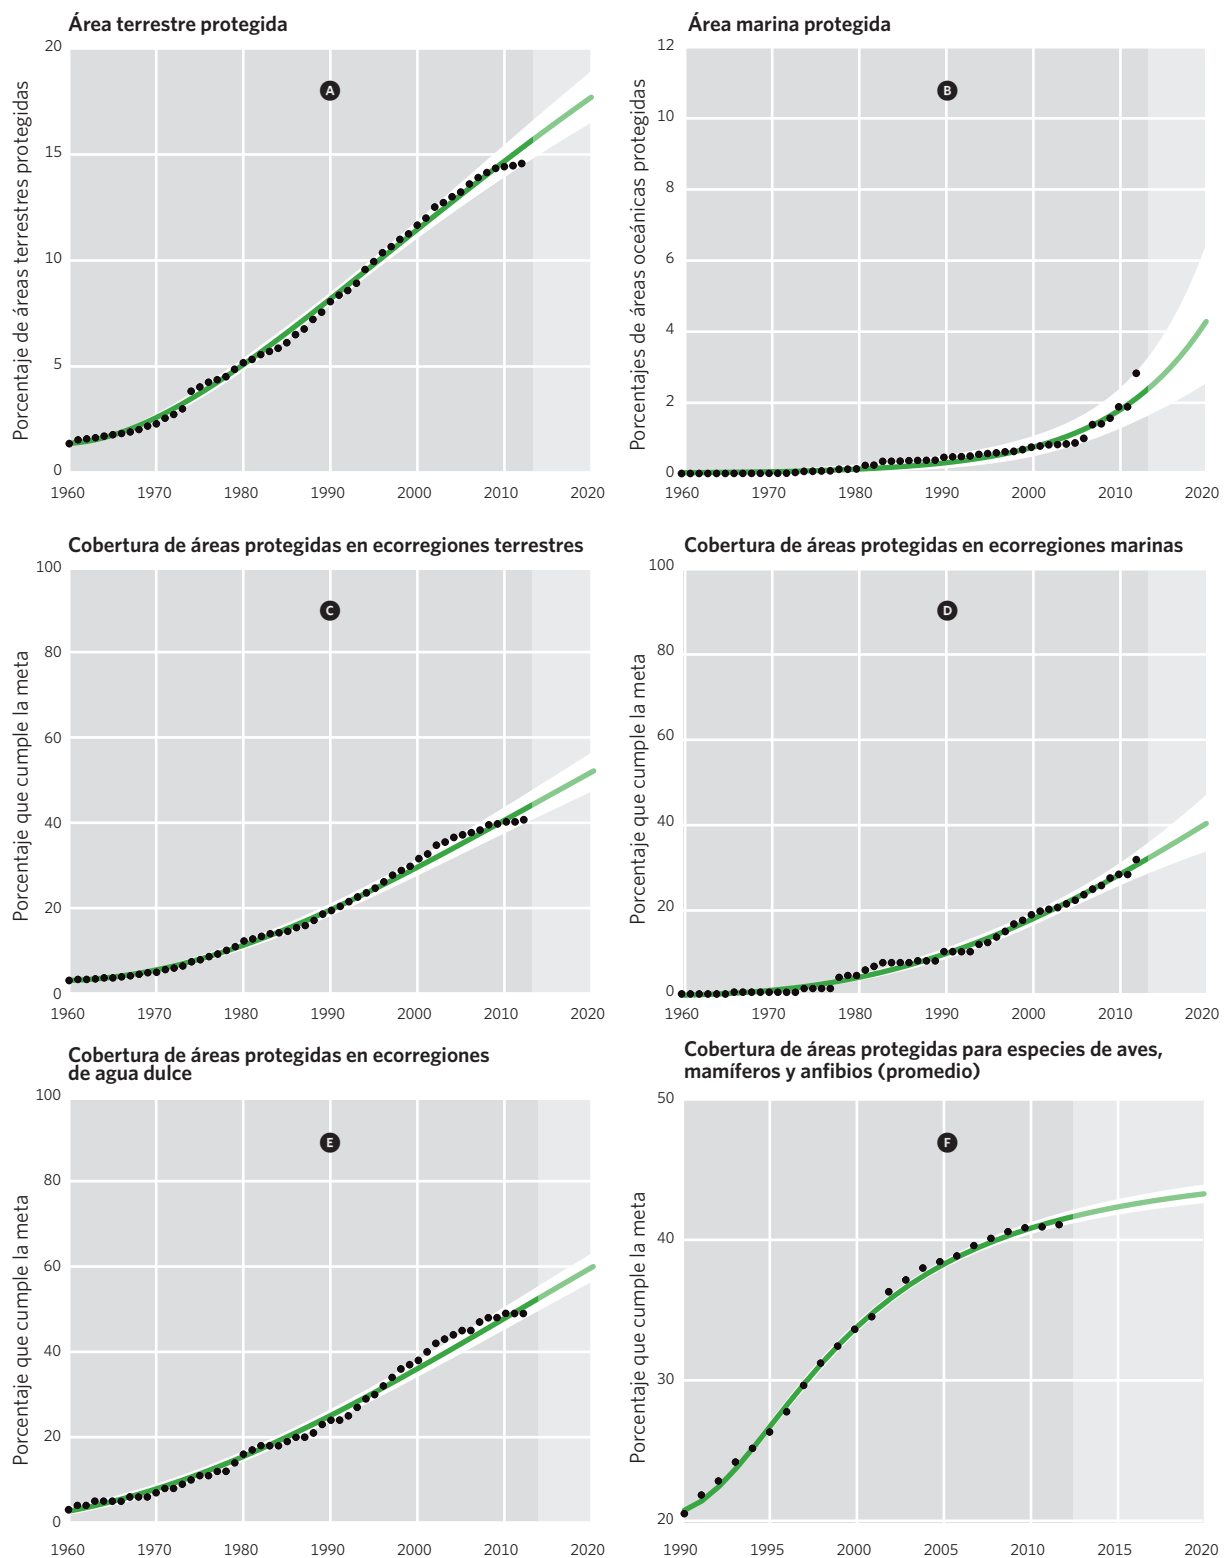 Área terrestre protegida
Porcentaje de áreas terrestres protegidas
20
15
10
5
0
A
1960 1970 1980 1990 2000 2010 2020
Área marina protegida
Porcentajes de áreas oceánicas protegidas
12
10
8
6
4
2
0
B
1960 1970 1980 1990 2000 2010 2020
Cobertura de áreas protegidas en ecorregiones terrestres
Porcentaje que cumple la meta
100
80
60
40
20
0
C
1960 1970 1980 1990 2000 2010 2020
Cobertura de áreas protegidas en ecorregiones marinas
Porcentaje que cumple la meta
100
80
60
40
20
0
D
1960 1970 1980 1990 2000 2010 2020
Cobertura de áreas protegidas en ecorregiones
de agua dulce
Porcentaje que cumple la meta
100
80
60
40
20
0
E
1960 1970 1980 1990 2000 2010 2020
Cobertura de áreas protegidas para especies de aves,
mamíferos y anfibios (promedio)
Porcentaje que cumple la meta
50
40
30
20
F
1990 1995 2000 2005 2010 2015 2020